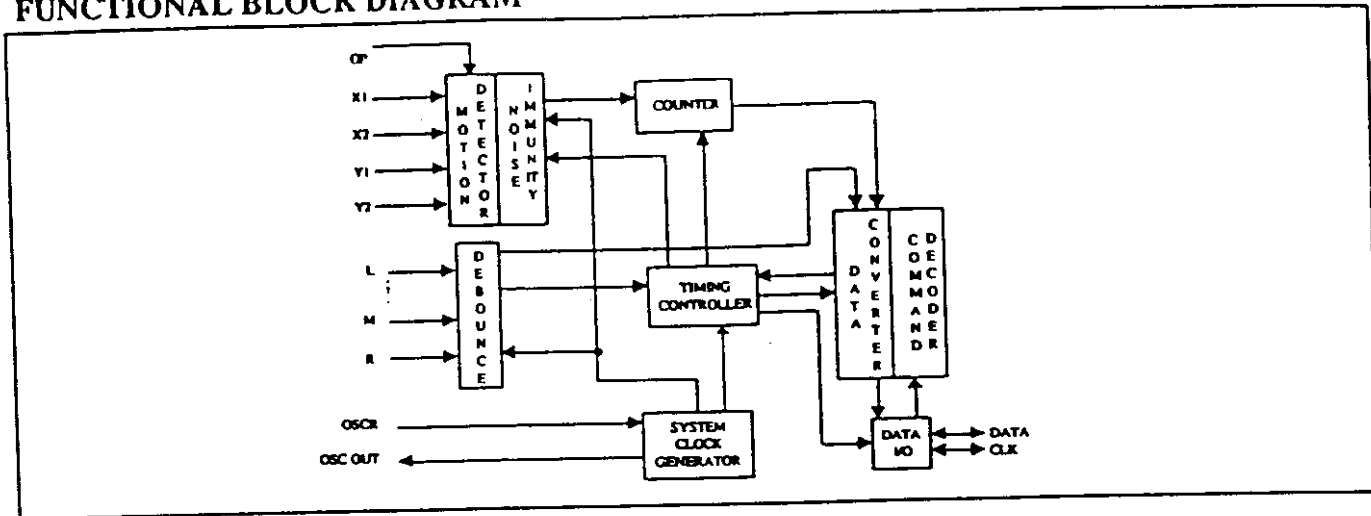 FUNCTIONAL BLOCK DIAGRAM
OP
X1
X2
Y1
Y2
MOTION
DETECTOR
NOISE
IMMUNITY
COUNTER
L
M
R
DEBOUNCE
TIMING
CONTROLLER
DATA
CONVERTER
COMMAND
DECODER
OSCR
OSC OUT
SYSTEM
CLOCK
GENERATOR
DATA
I/O
DATA
CLK